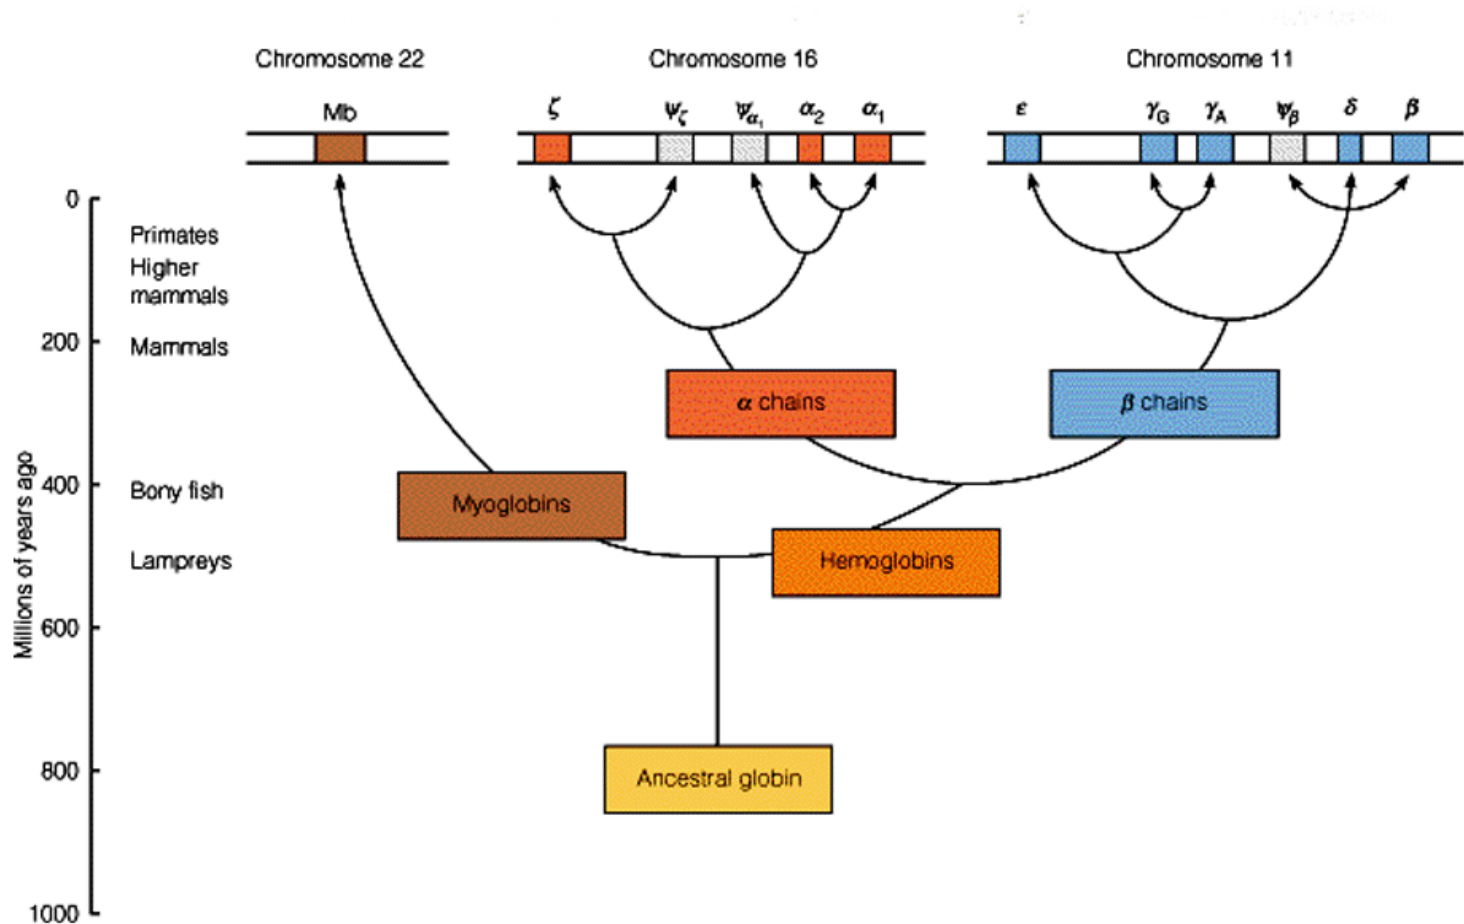 Chromosome 22
Chromosome 16
Chromosome 11
Mb
ζ ψζ ψα1 α2 α1
ε γG γA ψβ δ β
0
Primates
Higher
mammals
200
Mammals
α chains
β chains
400
Bony fish
Myoglobins
Lampreys
Hemoglobins
Millions of years ago
600
800
Ancestral globin
1000